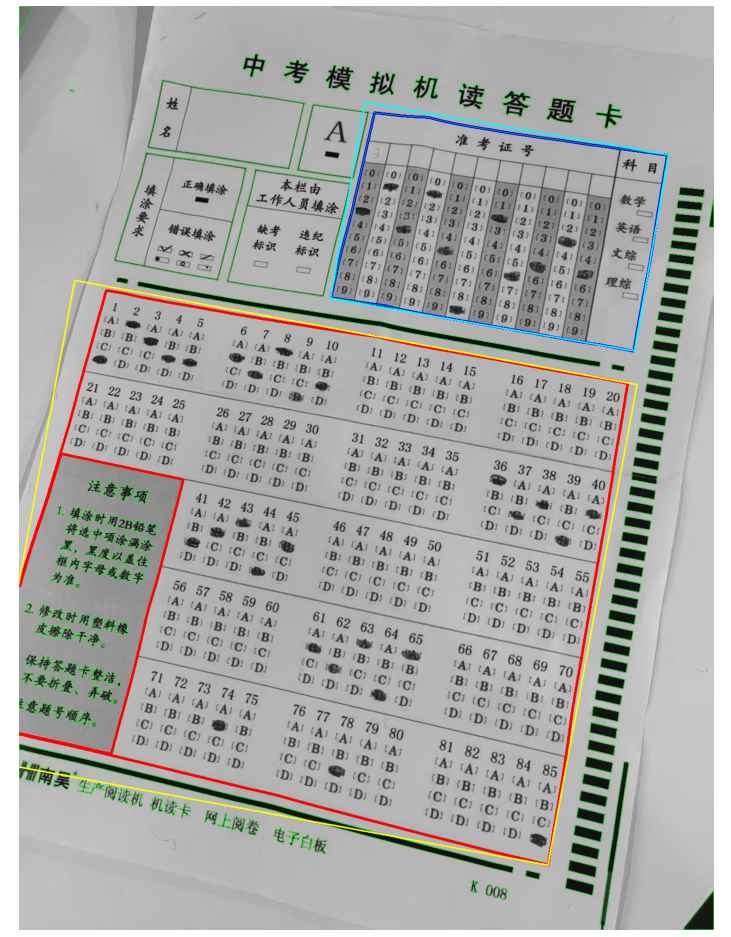 中考模拟机读答题卡
姓名
A
准考证号
科目
[0] [0] [0] [0] [0] [0] [0] [0] [0] [0] [0]
[1] [1] [1] [1] [1] [1] [1] [1] [1]
[2] [2] [2] [2] [2] [2] [2] [2] [2]
[3] [3] [3] [3] [3] [3] [3] [3] [3]
[4] [4] [4] [4] [4] [4] [4] [4] [4] [4]
[5] [5] [5] [5] [5] [5] [5] [5] [5]
[6] [6] [6] [6] [6] [6] [6] [6] [6] [6]
[7] [7] [7] [7] [7] [7] [7] [7] [7] [7] [7]
[8] [8] [8] [8] [8] [8] [8] [8] [8] [8] [8]
[9] [9] [9] [9] [9] [9] [9] [9] [9] [9]
数学
英语
文综
理综
填涂要求
正确填涂
错误填涂
本栏由
工作人员填涂
缺考标识
违纪标识
1 2 3 4 5 6 7 8 9 10 11 12 13 14 15 16 17 18 19 20
[A] [A] [A] [A] [A] [A] [A] [A] [A] [A] [A] [A] [A] [A] [A] [A] [A] [A]
[B] [B] [B] [B] [B] [B] [B] [B] [B] [B] [B] [B] [B] [B] [B] [B] [B] [B]
[C] [C] [C] [C] [C] [C] [C] [C] [C] [C] [C] [C] [C] [C] [C] [C]
[D] [D] [D] [D] [D] [D] [D] [D] [D] [D] [D] [D] [D] [D] [D] [D] [D] [D]
21 22 23 24 25 26 27 28 29 30 31 32 33 34 35 36 37 38 39 40
[A] [A] [A] [A] [A] [A] [A] [A] [A] [A] [A] [A] [A] [A] [A] [A] [A] [A] [A]
[B] [B] [B] [B] [B] [B] [B] [B] [B] [B] [B] [B] [B] [B] [B] [B] [B] [B]
[C] [C] [C] [C] [C] [C] [C] [C] [C] [C] [C] [C] [C] [C] [C] [C] [C] [C] [C]
[D] [D] [D] [D] [D] [D] [D] [D] [D] [D] [D] [D] [D] [D] [D] [D] [D] [D] [D]
注意事项
1. 填涂时用2B铅笔
将选中项涂满涂
黑，黑度以盖住
框内字母或数字
为准。
2. 修改时用塑料橡
皮擦除干净。
保持答题卡整洁，
不要折叠、弄破。
意题号顺序。
41 42 43 44 45 46 47 48 49 50 51 52 53 54 55
[A] [A] [A] [A] [A] [A] [A] [A] [A] [A] [A] [A] [A] [A]
[B] [B] [B] [B] [B] [B] [B] [B] [B] [B] [B] [B] [B]
[C] [C] [C] [C] [C] [C] [C] [C] [C] [C] [C] [C] [C] [C]
[D] [D] [D] [D] [D] [D] [D] [D] [D] [D] [D] [D] [D] [D]
56 57 58 59 60 61 62 63 64 65 66 67 68 69 70
[A] [A] [A] [A] [A] [A] [A] [A] [A] [A] [A] [A] [A]
[B] [B] [B] [B] [B] [B] [B] [B] [B] [B] [B] [B] [B] [B]
[C] [C] [C] [C] [C] [C] [C] [C] [C] [C] [C] [C] [C] [C]
[D] [D] [D] [D] [D] [D] [D] [D] [D] [D] [D] [D] [D] [D]
71 72 73 74 75 76 77 78 79 80 81 82 83 84 85
[A] [A] [A] [A] [A] [A] [A] [A] [A] [A] [A] [A] [A] [A] [A]
[B] [B] [B] [B] [B] [B] [B] [B] [B] [B] [B] [B] [B] [B]
[C] [C] [C] [C] [C] [C] [C] [C] [C] [C] [C] [C] [C] [C]
[D] [D] [D] [D] [D] [D] [D] [D] [D] [D] [D] [D] [D] [D]
南昊 生产阅读机 机读卡 网上阅卷 电子白板
K 008